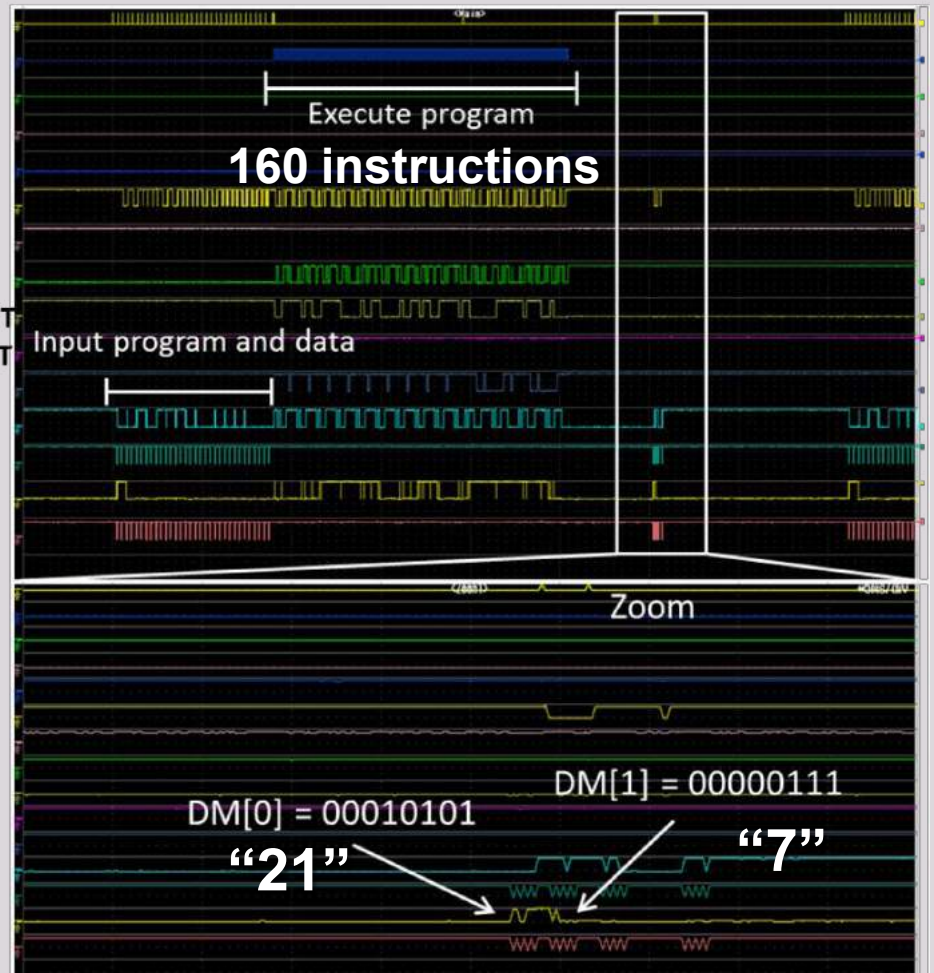 Execute program
160 instructions
T
T
Input program and data
Zoom
DM[1] = 00000111
DM[0] = 00010101
“7”
“21”